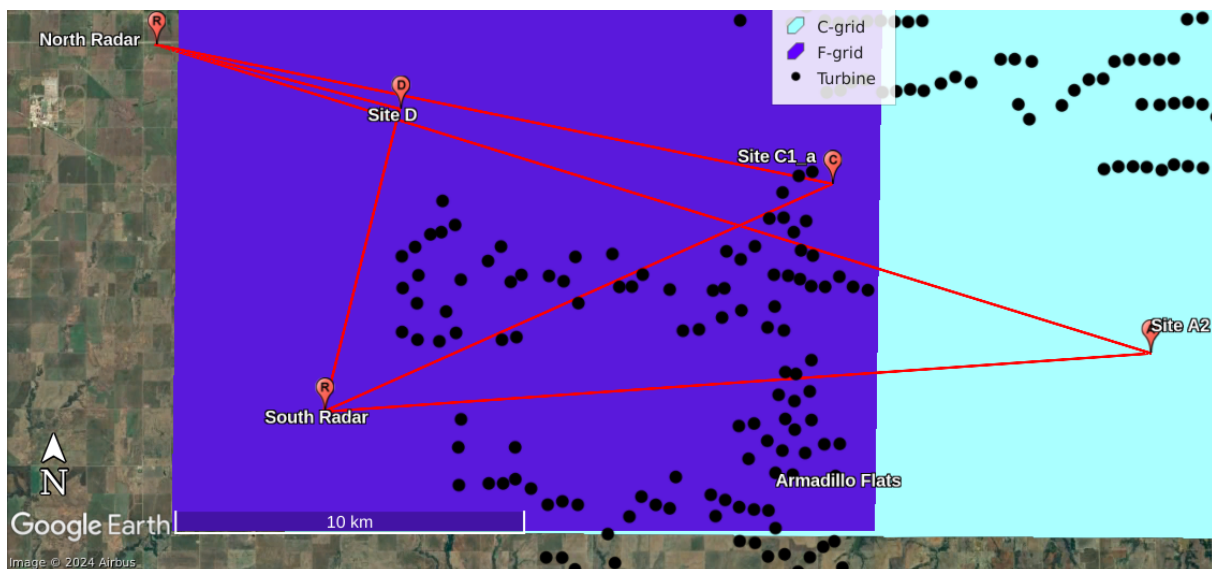 R
North Radar
D
Site D
C-grid
F-grid
Turbine
Site C1_a
C
Site A2
R
South Radar
N
Armadillo Flats
Google Earth
10 km
Image © 2024 Airbus